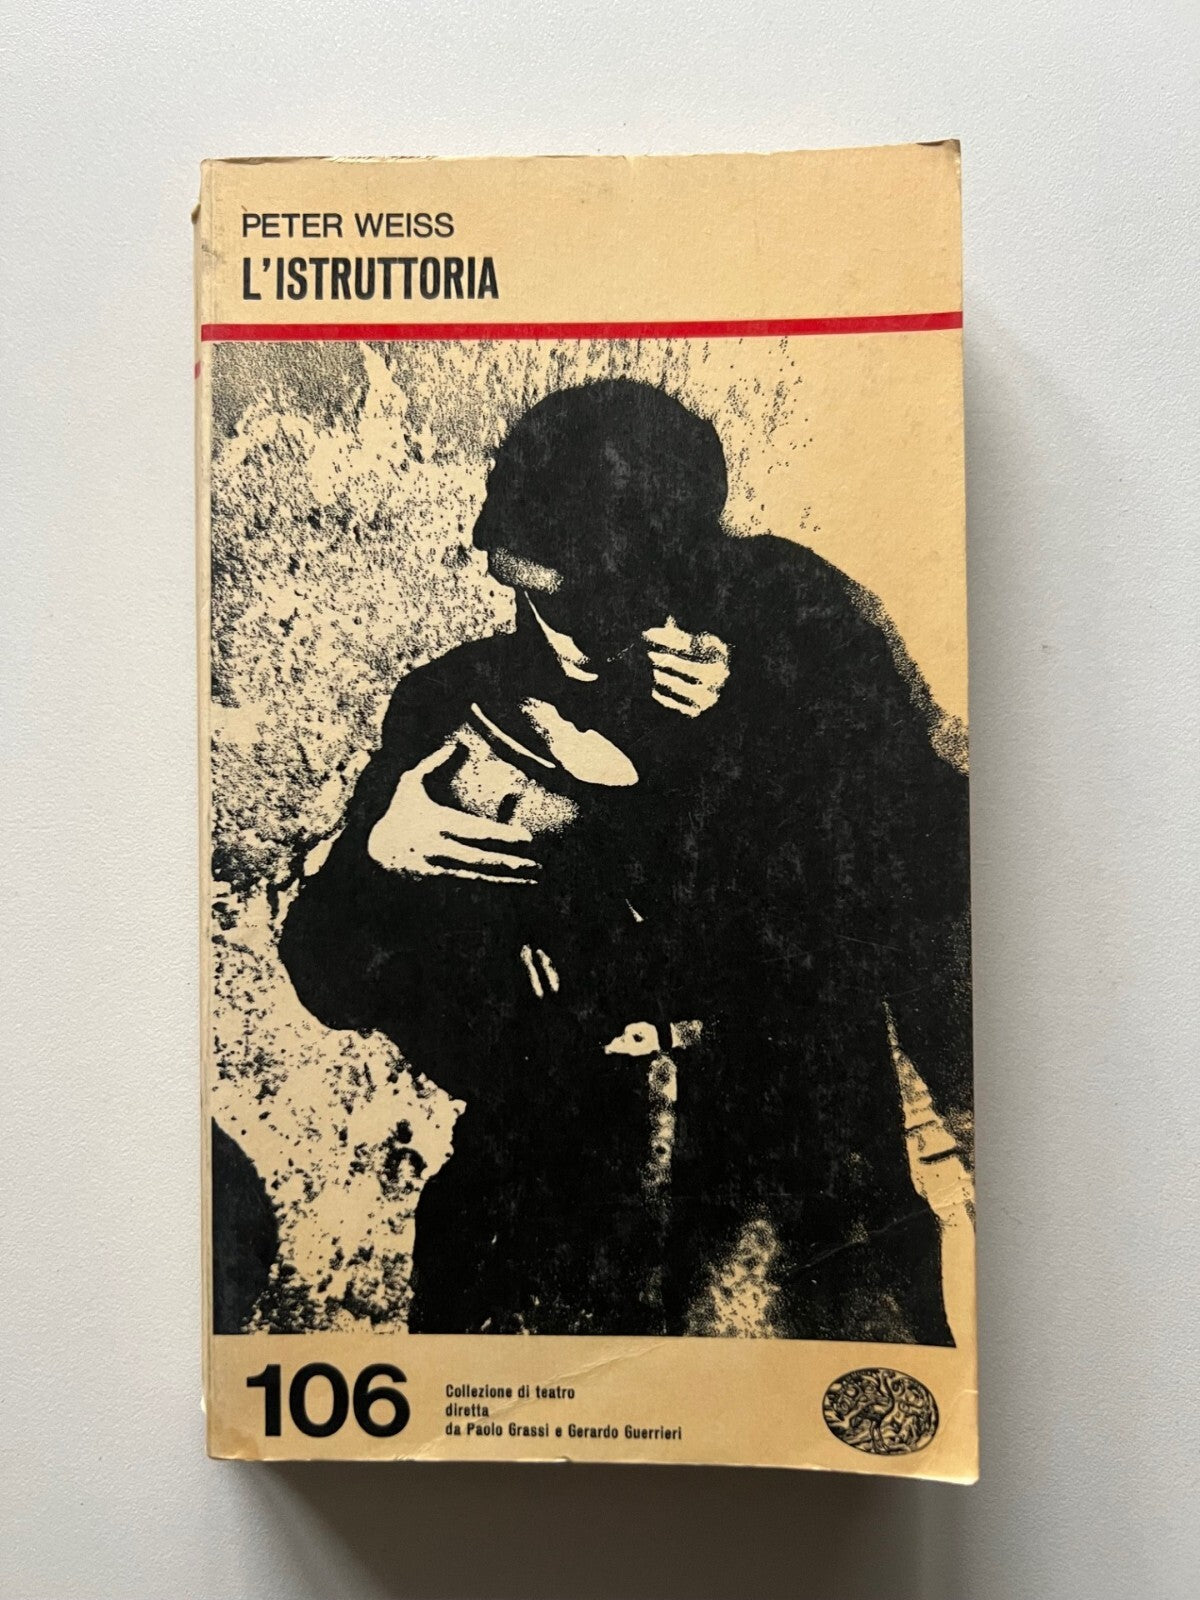 PETER WEISS
L'ISTRUTTORIA
106
Collezione di teatro
diretta
da Paolo Grassi e Gerardo Guerrieri